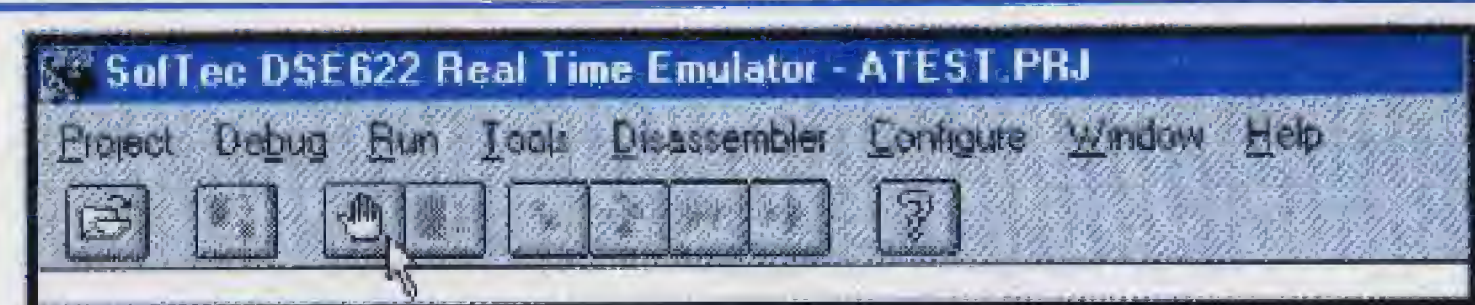 SofTec DSE622 Real Time Emulator - ATEST.PRJ
Project Debug Run Tools Disassembler Configure Window Help
?